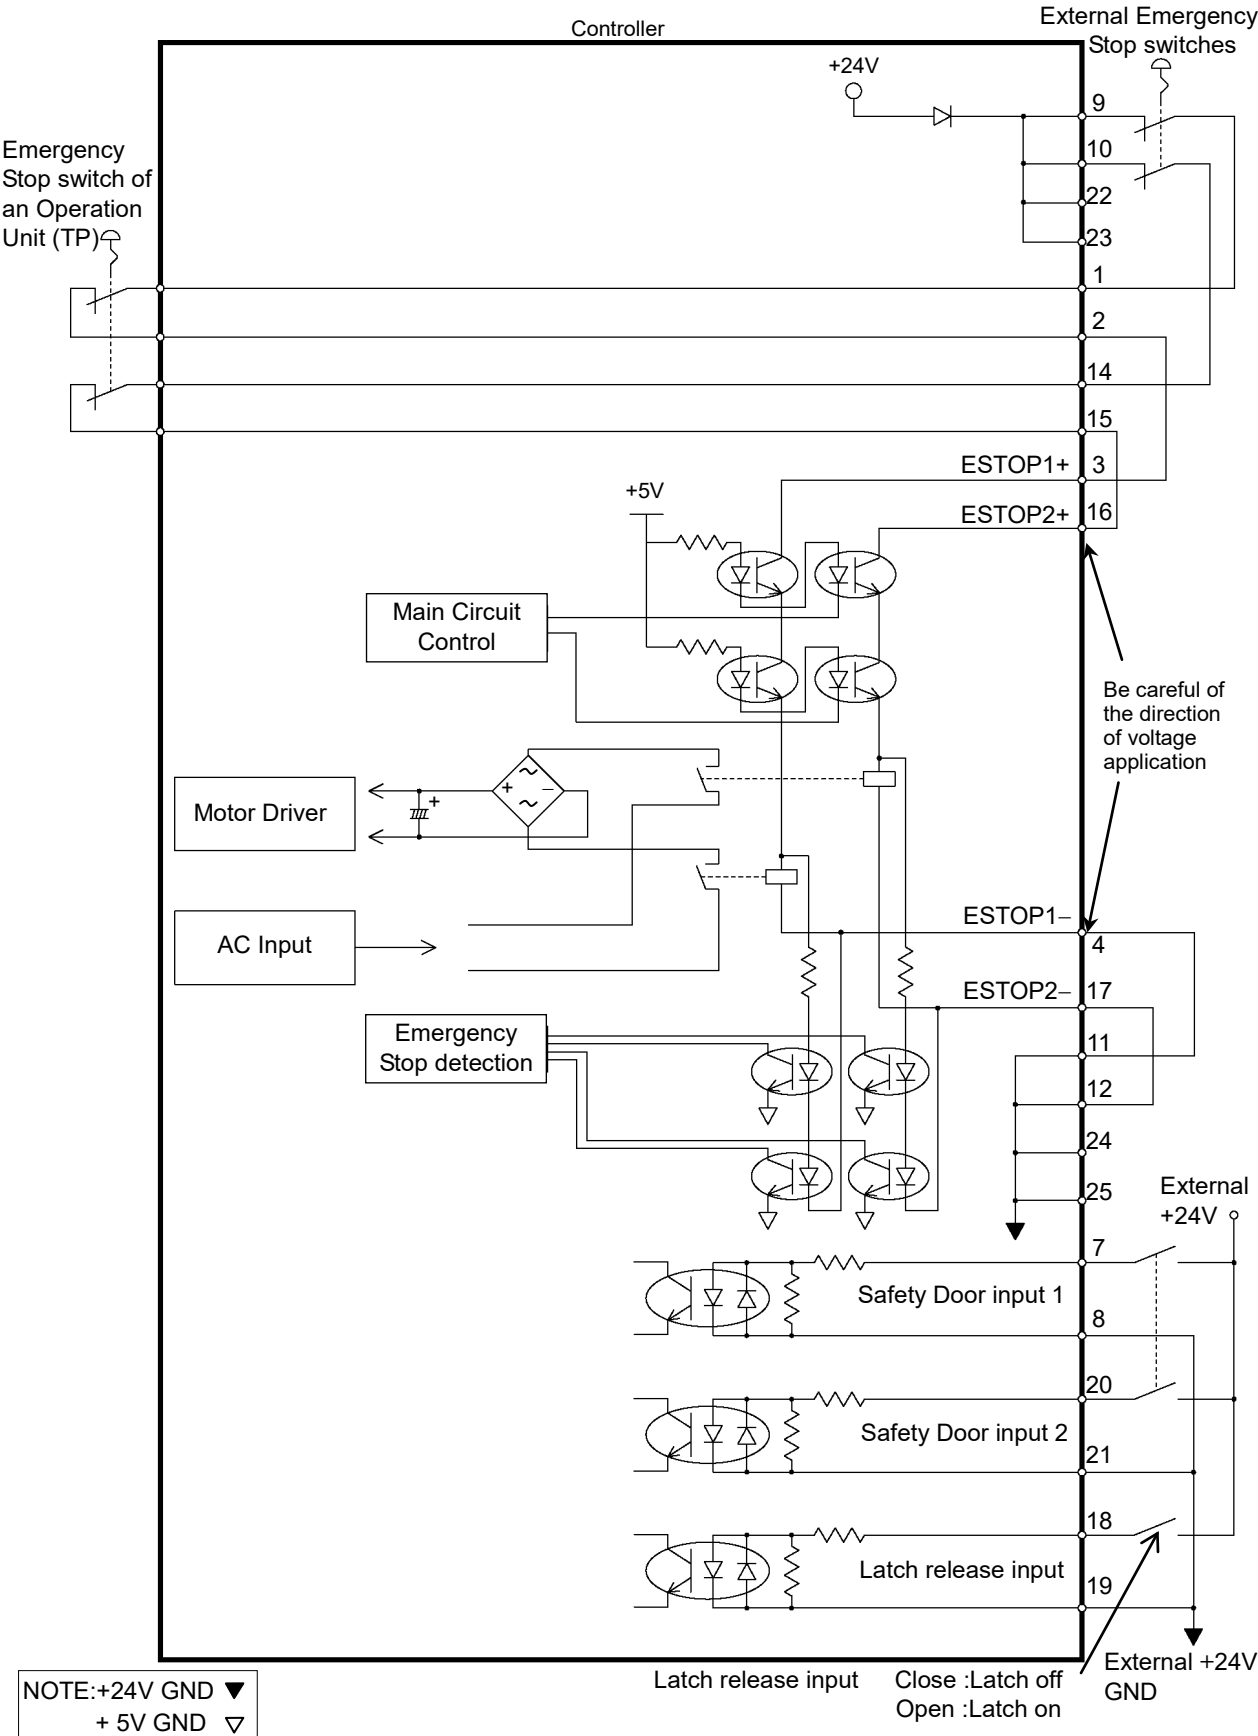 Controller
External Emergency
Stop switches
+24V
9
10
22
23
Emergency
Stop switch of
an Operation
Unit (TP)
1
2
14
15
ESTOP1+ 3
ESTOP2+ 16
+5V
Main Circuit
Control
Be careful of
the direction
of voltage
application
Motor Driver
+ −
+
AC Input
ESTOP1−
4
ESTOP2− 17
11
12
24
25
Emergency
Stop detection
External
+24V
7
Safety Door input 1
8
20
Safety Door input 2
21
18
Latch release input
19
External +24V
GND
Latch release input Close :Latch off
Open :Latch on
NOTE:+24V GND ▼
+ 5V GND ▽